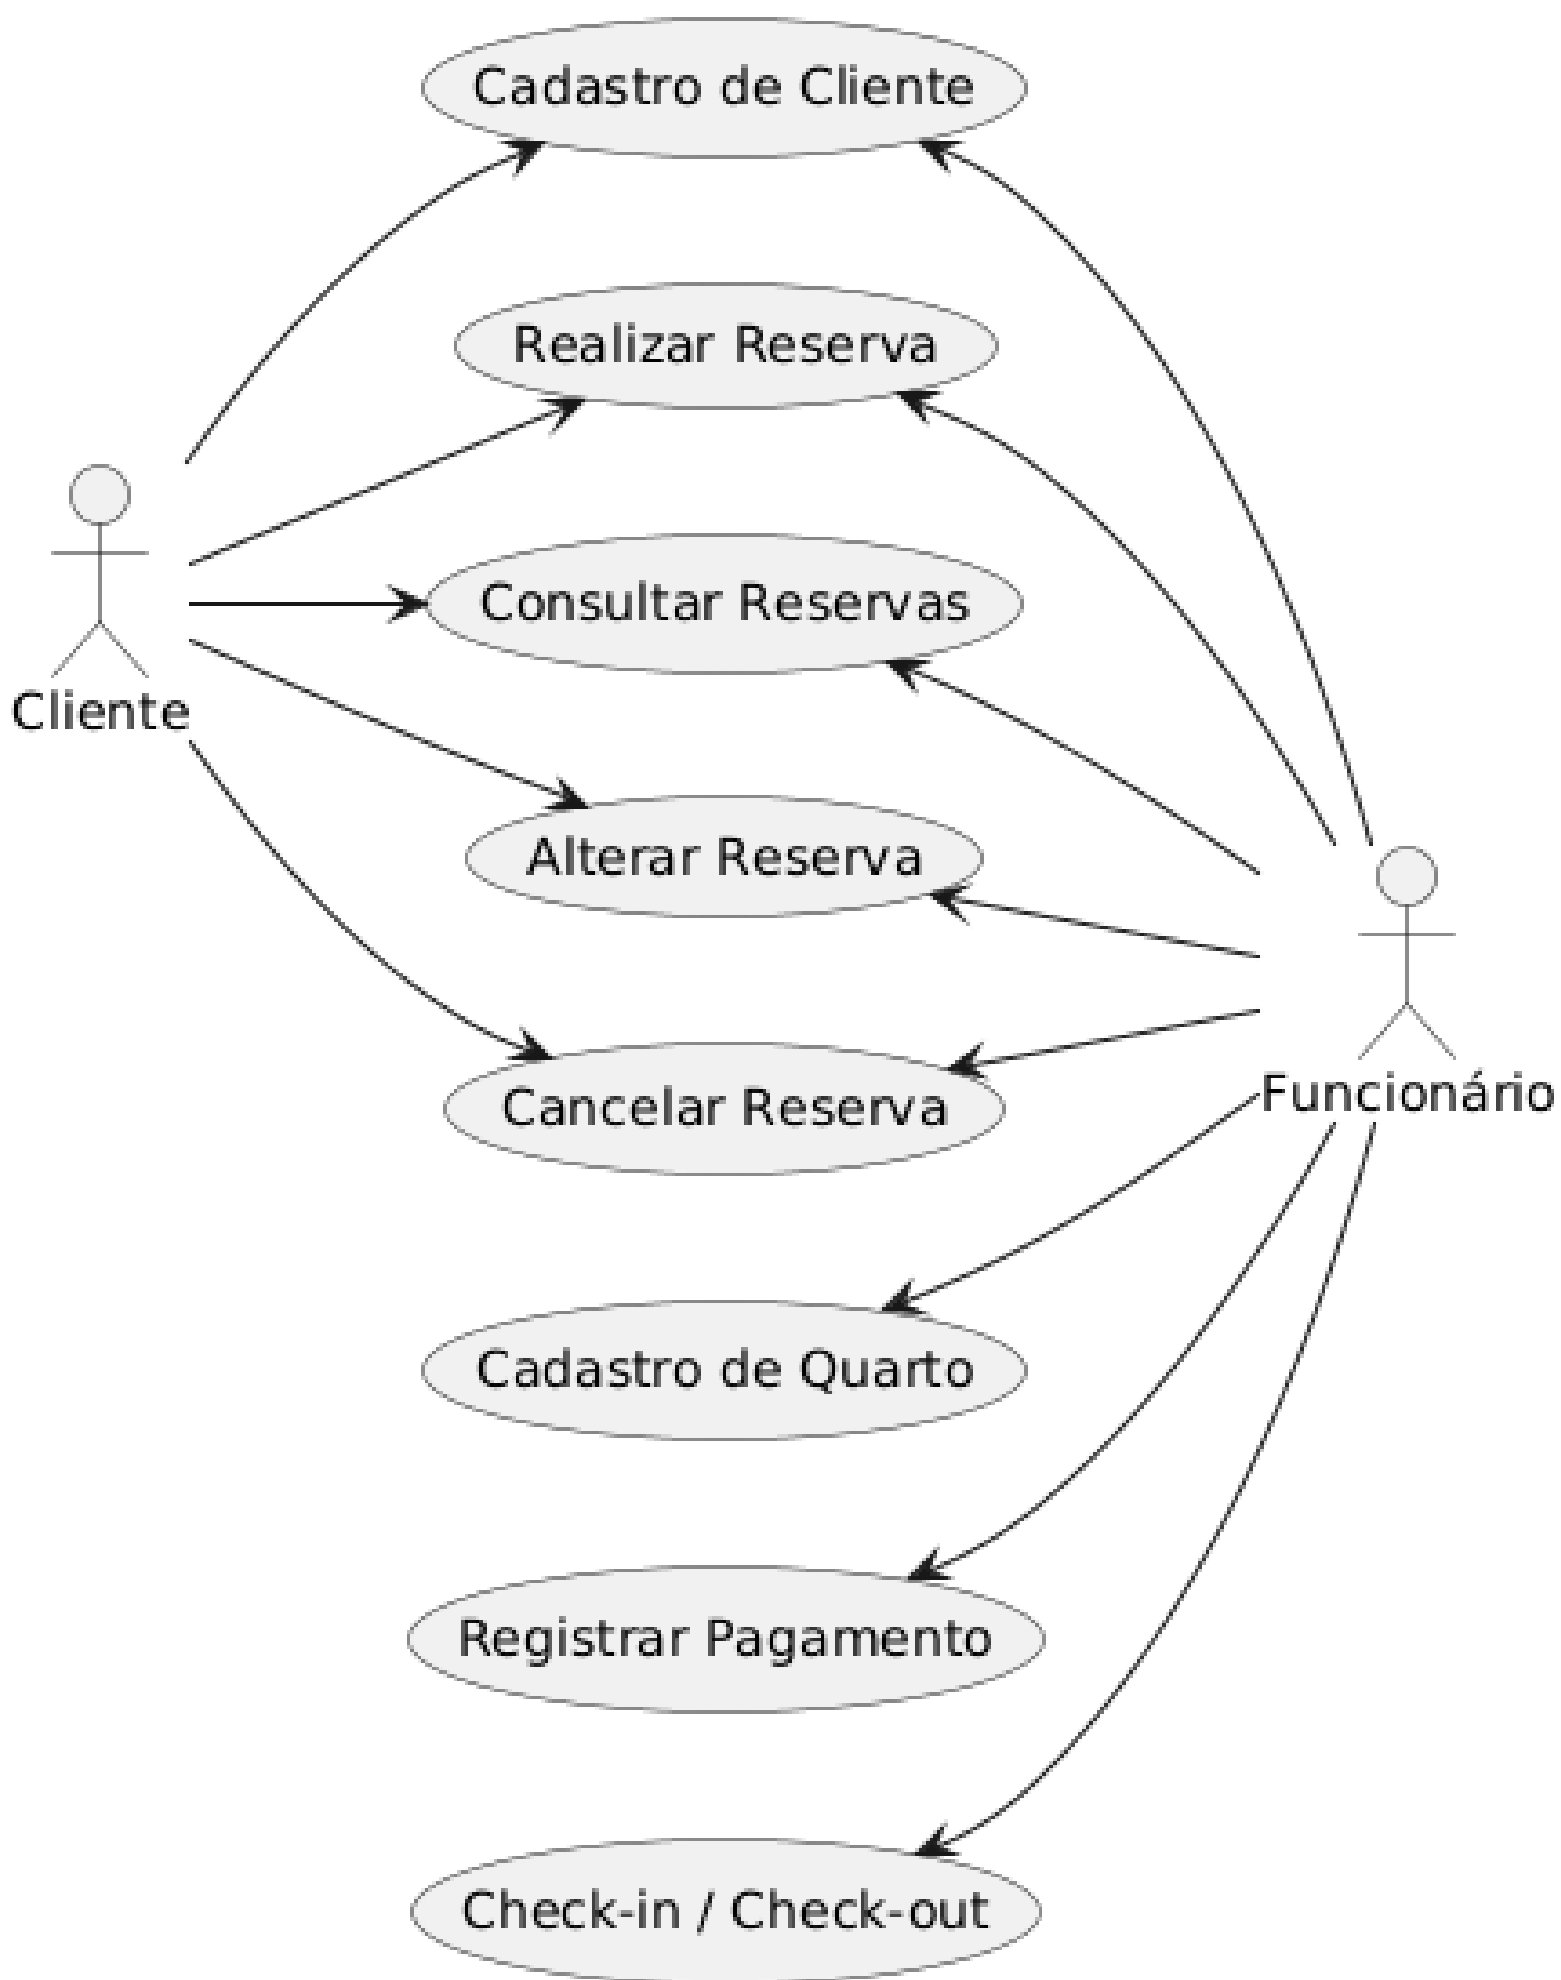 Cadastro de Cliente
Realizar Reserva
Consultar Reservas
Cliente
Alterar Reserva
Cancelar Reserva
Funcionário
Cadastro de Quarto
Registrar Pagamento
Check-in / Check-out